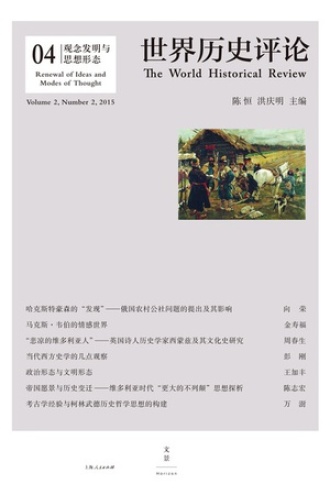 04 观念发明与
思想形态
Renewal of Ideas and
Modes of Thought
Volume 2, Number 2, 2015
世界历史评论
The World Historical Review
陈 恒 洪庆明 主编
哈克斯特豪森的“发现”——俄国农村公社问题的提出及其影响 向 荣
马克斯·韦伯的情感世界 金寿福
“悲凉的维多利亚人”——英国诗人历史学家西蒙兹及其文化史研究 周春生
当代西方史学的几点观察 彭 刚
政治形态与文明形态 王加丰
帝国愿景与历史变迁——维多利亚时代“更大的不列颠”思想探析 陈志宏
考古学经验与柯林武德历史哲学思想的构建 万 澍
文
景
Horizon
上海人民出版社